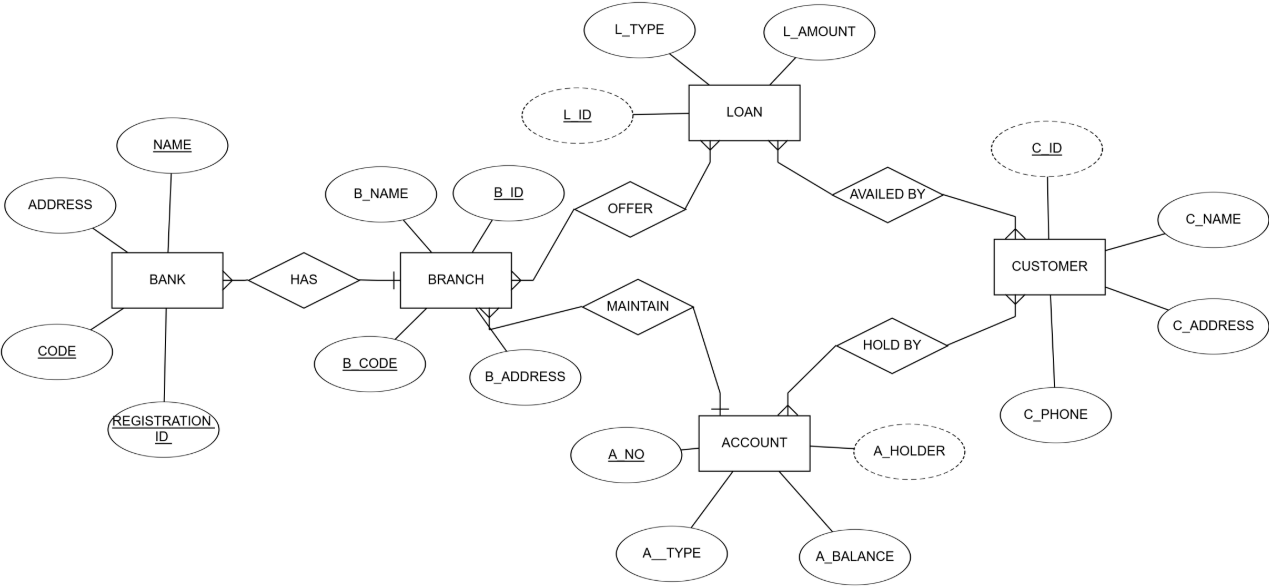 L_TYPE
L_AMOUNT
L_ID
LOAN
NAME
C_ID
B_NAME
B_ID
ADDRESS
OFFER
AVAILED BY
C_NAME
BANK
HAS
BRANCH
CUSTOMER
MAINTAIN
C_ADDRESS
CODE
B_CODE
B_ADDRESS
HOLD BY
REGISTRATION
ID
C_PHONE
A_NO
ACCOUNT
A_HOLDER
A__TYPE
A_BALANCE